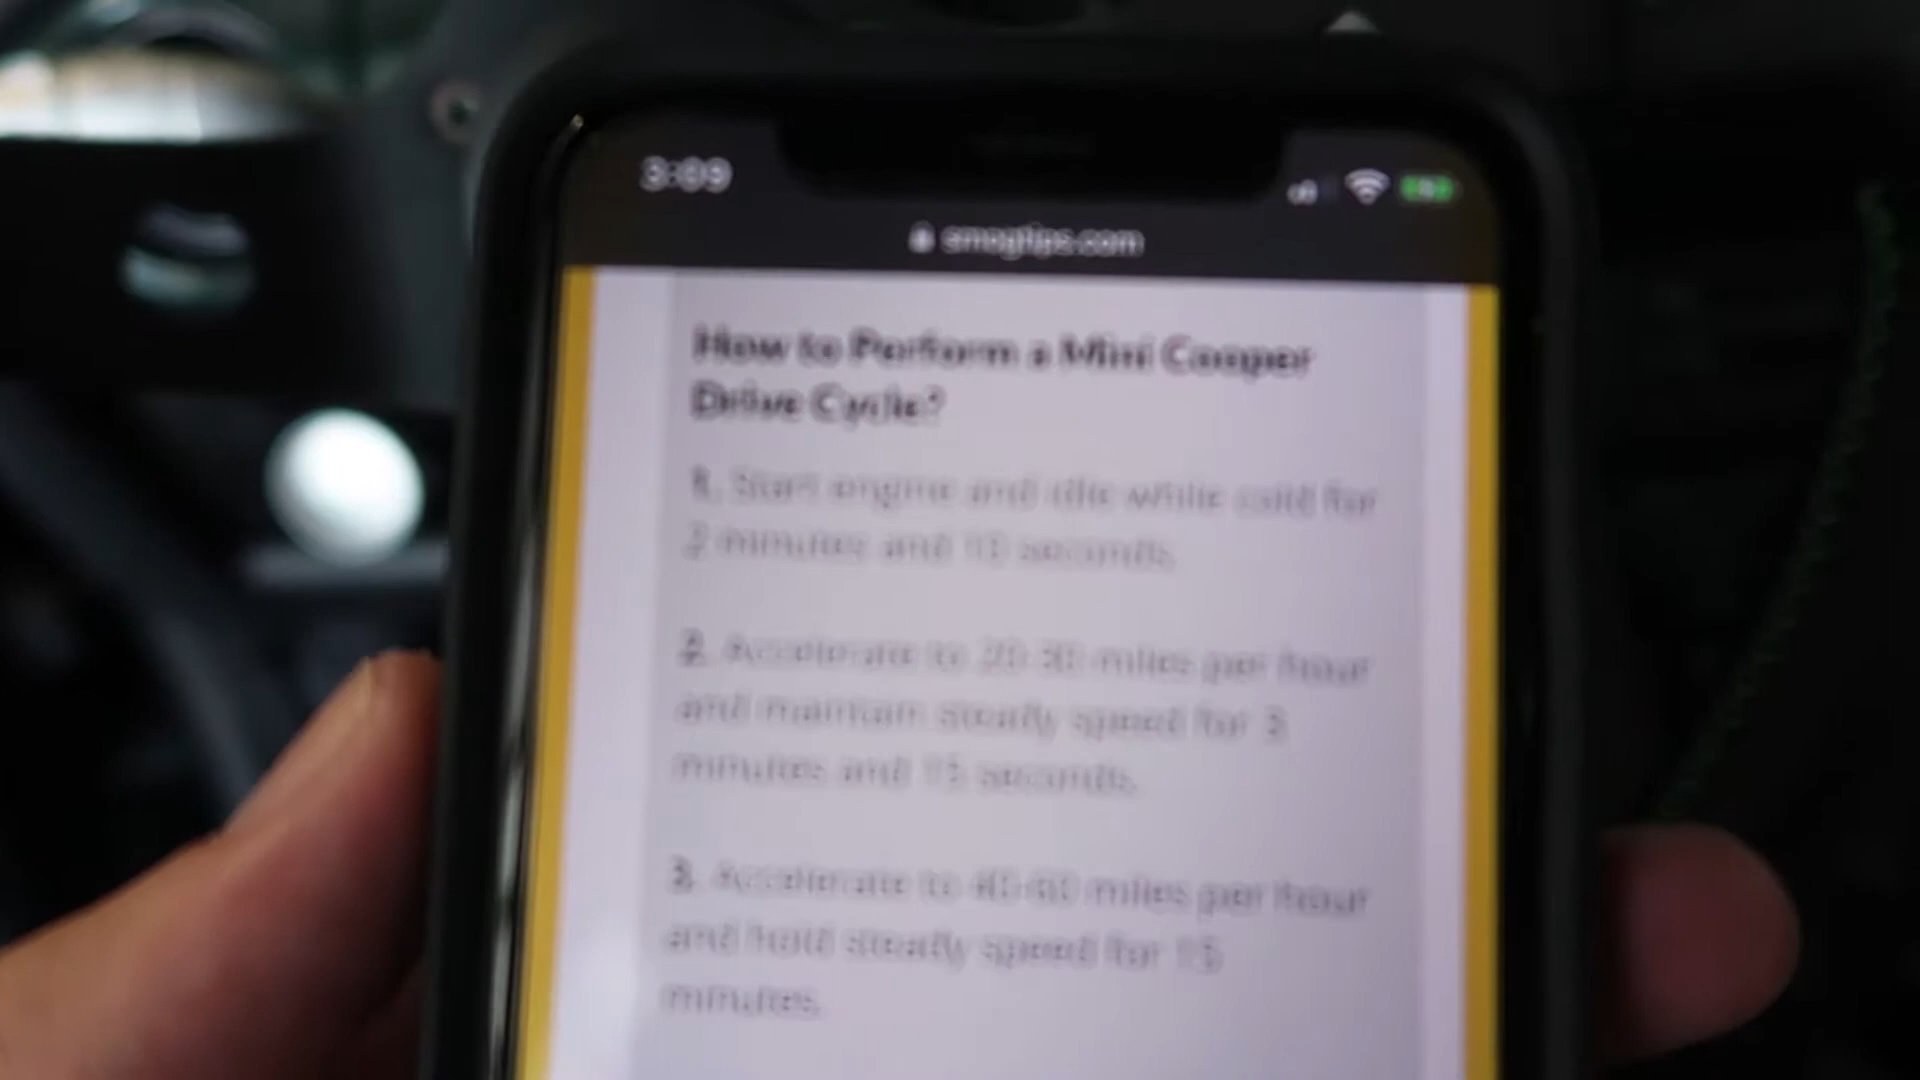 3:09
smogtips.com
How to Perform a Mini Cooper
Drive Cycle?
1. Start engine and idle while cold for
2 minutes and 10 seconds.
2. Accelerate to 20-30 miles per hour
and maintain steady speed for 3
minutes and 15 seconds.
3. Accelerate to 40-60 miles per hour
and hold steady speed for 15
minutes.